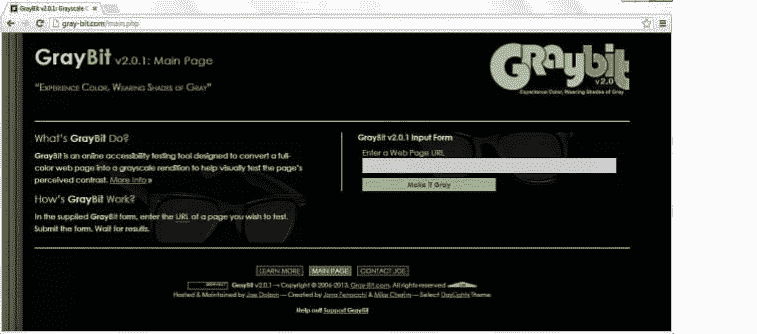 GrayBit v2.0.1: Grayscale C
gray-bit.com/main.php
GrayBit v2.0.1: Main Page
"Experience Color, Wearing Shades of Gray"
Graybit
v2.0
Experience Color, Wearing Shades of Gray
What's GrayBit Do?
GrayBit is an online accessibility testing tool designed to convert a full-
color web page into a grayscale rendition to help visually test the page's
perceived contrast. More Info »
How's GrayBit Work?
In the supplied GrayBit form, enter the URL of a page you wish to test.
Submit the form. Wait for results.
GrayBit v2.0.1 Input Form
Enter a Web Page URL
Make it Gray
LEARN MORE MAIN PAGE CONTACT JOE
GrayBit v2.0.1 — Copyright © 2006-2013, Gray-Bit.com. All rights reserved
Hosted & Maintained by Joe Dolson — Created by & Mike Cherim — Select Theme
Help out! Support GrayBit